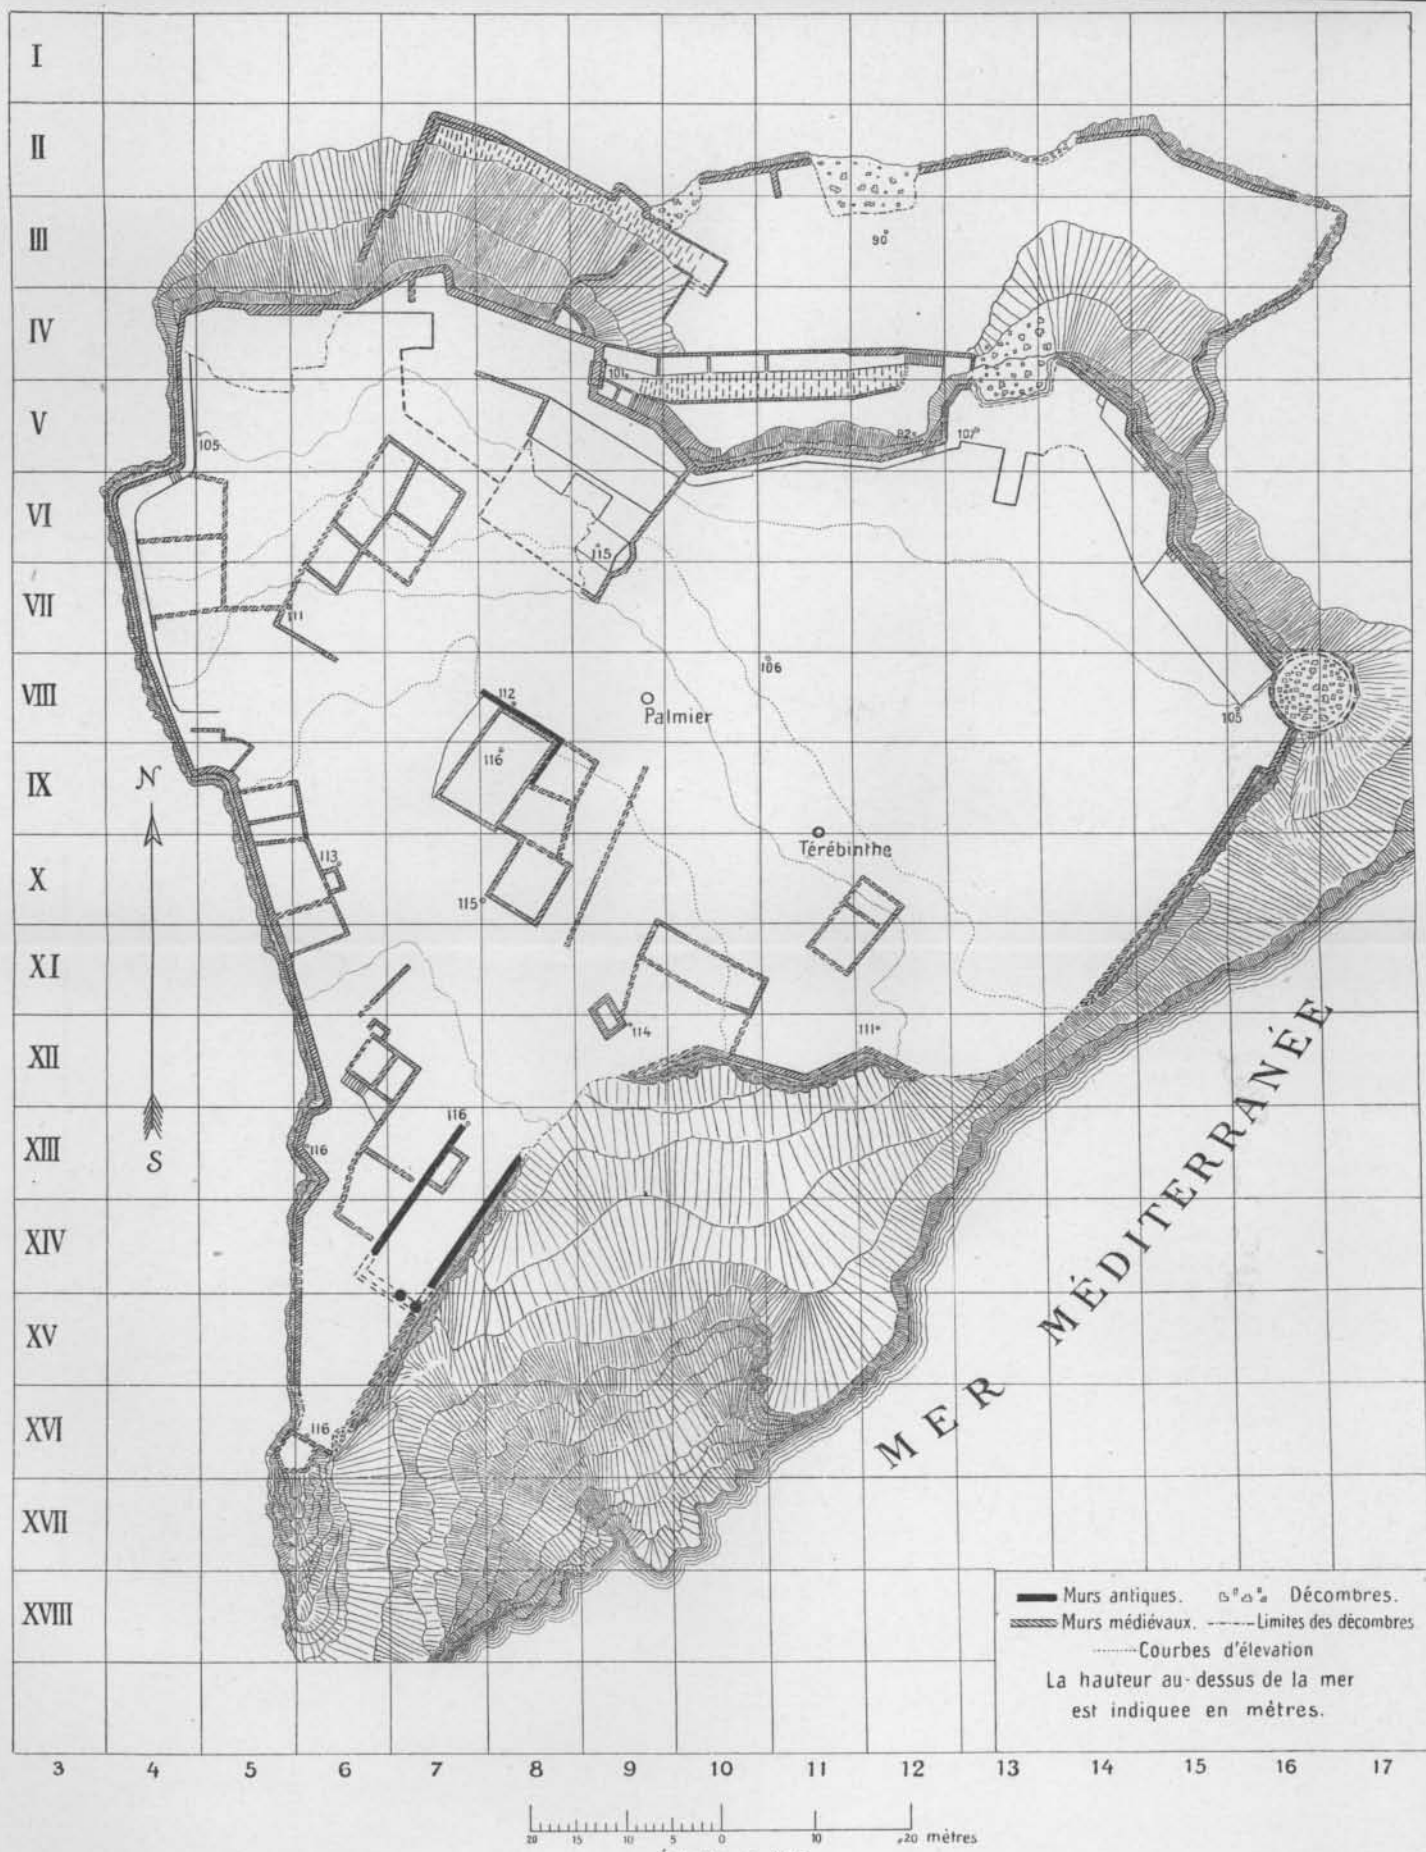 I
II
III
90
IV
101
V
105
92
107
VI
115
VII
111
106
VIII
112
Palmier
105
116
N
IX
Térébinthe
113
X
115
XI
114
111
XII
116
XIII
116
S
XIV
XV
MER MÉDITERRANÉE
XVI
116
XVII
Murs antiques. Décombres.
XVIII
Murs médiévaux. Limites des décombres
Courbes d'élevation
La hauteur au-dessus de la mer
est indiquee en mètres.
3 4 5 6 7 8 9 10 11 12 13 14 15 16 17
20 15 10 5 0 10 20 mètres